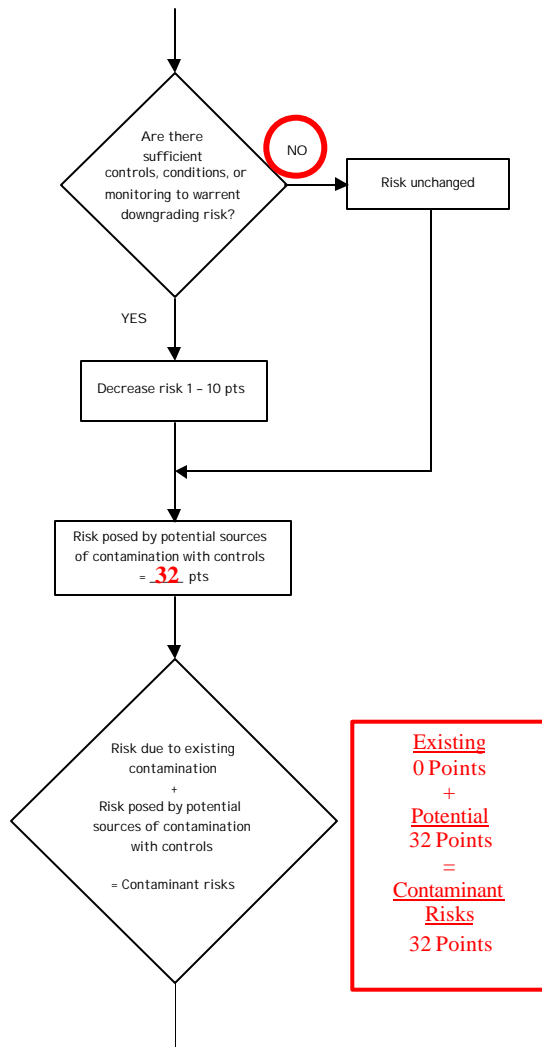 Are there
sufficient
controls, conditions, or
monitoring to warrent
downgrading risk?
NO
Risk unchanged
YES
Decrease risk 1 – 10 pts
Risk posed by potential sources
of contamination with controls
= 32 pts
Risk due to existing
contamination
+
Risk posed by potential
sources of contamination
with controls
= Contaminant risks
Existing
0 Points
+
Potential
32 Points
=
Contaminant
Risks
32 Points